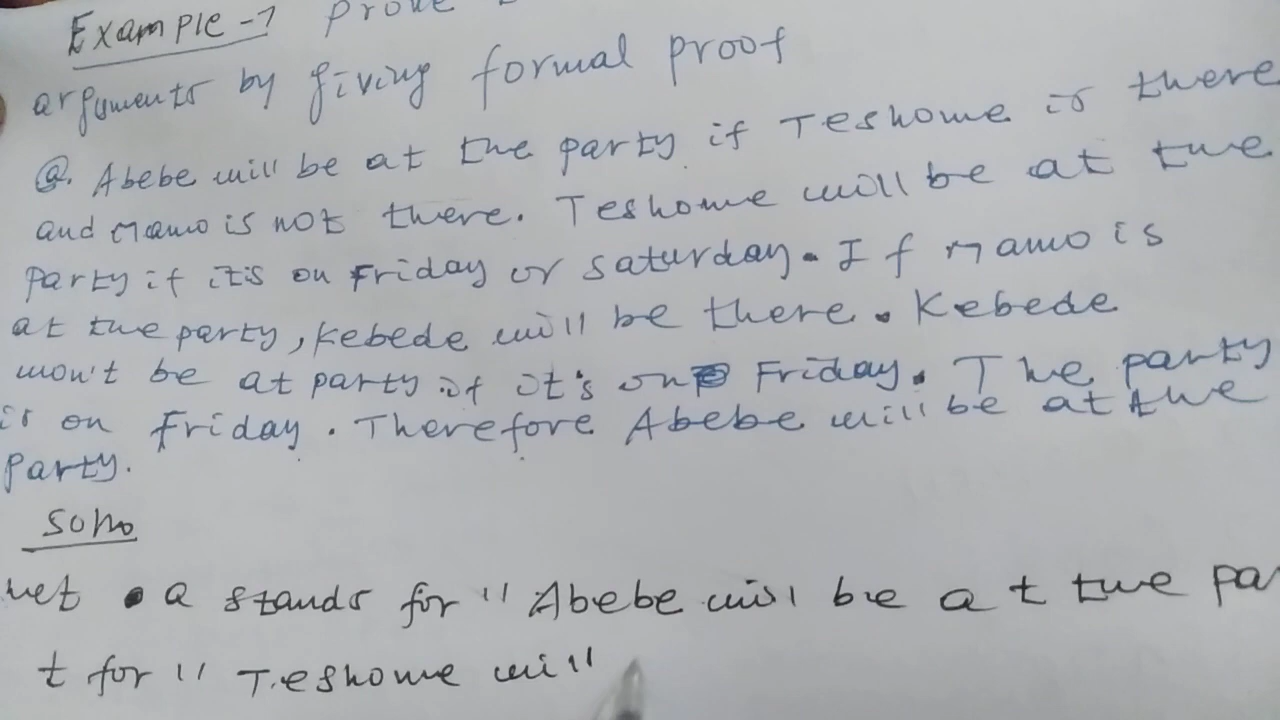 Example -1 Prove
arguments by giving formal proof
@. Abebe will be at the party if Teshome is there
and Mamo is not there. Teshome will be at the
party if it's on Friday or saturday. If Mamo is
at the party, kebede will be there. Kebede
won't be at party if it's on Friday. The party
is on Friday. Therefore Abebe will be at the
Party.
Soln
Let a stands for "Abebe will be at the pa
t for "Teshome will